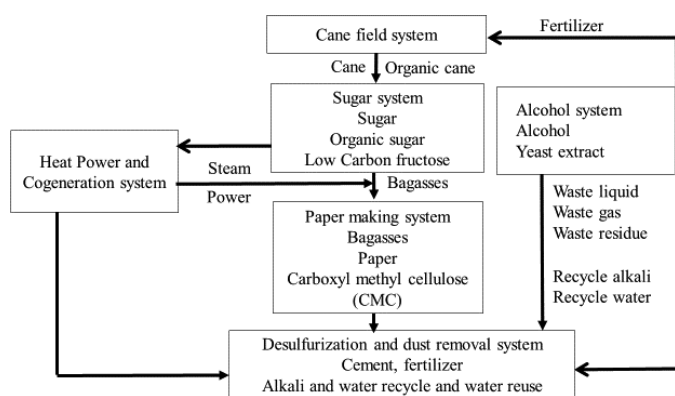 Cane field system
Fertilizer
Cane
Organic cane
Sugar system
Sugar
Organic sugar
Low Carbon fructose
Alcohol system
Alcohol
Yeast extract
Heat Power and
Cogeneration system
Steam
Power
Bagasses
Paper making system
Bagasses
Paper
Carboxyl methyl cellulose
(CMC)
Waste liquid
Waste gas
Waste residue
Recycle alkali
Recycle water
Desulfurization and dust removal system
Cement, fertilizer
Alkali and water recycle and water reuse